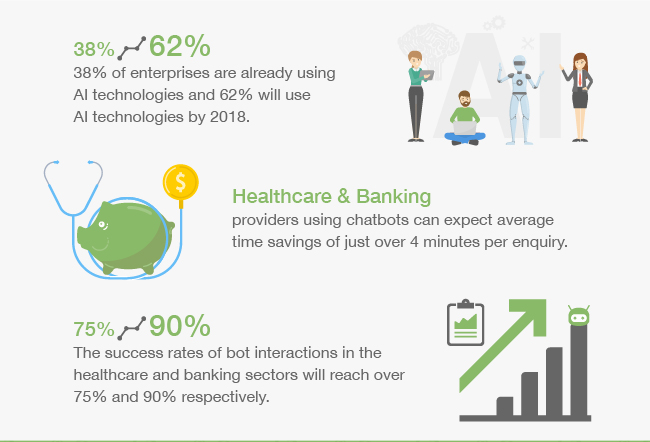 38% 62%
38% of enterprises are already using
AI technologies and 62% will use
AI technologies by 2018.
AI
$
Healthcare & Banking
providers using chatbots can expect average
time savings of just over 4 minutes per enquiry.
75% 90%
The success rates of bot interactions in the
healthcare and banking sectors will reach over
75% and 90% respectively.